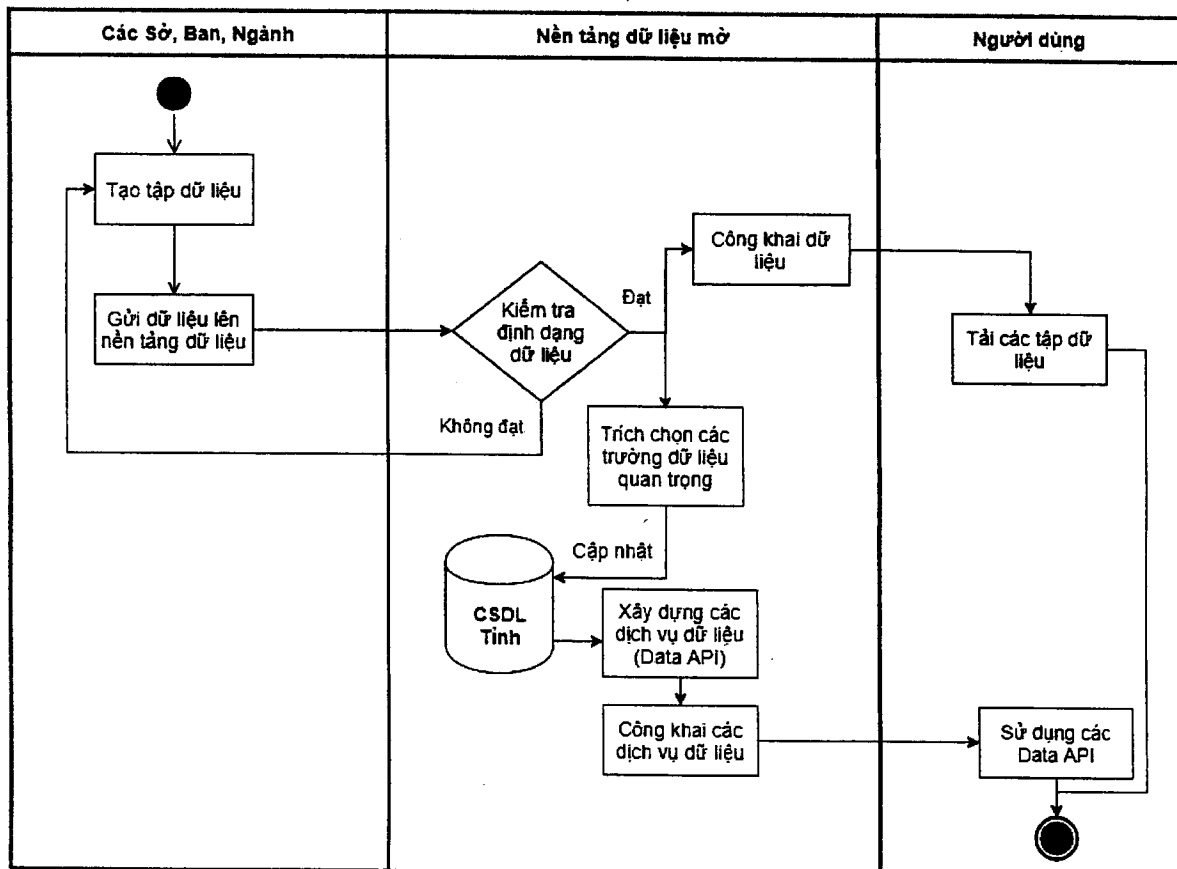 Các Sở, Ban, Ngành
Nền tảng dữ liệu mở
Người dùng
Tạo tập dữ liệu
Gửi dữ liệu lên
nền tảng dữ liệu
Kiểm tra
định dạng
dữ liệu
Đạt
Không đạt
Công khai dữ
liệu
Tải các tập dữ
liệu
Trích chọn các
trường dữ liệu
quan trọng
Cập nhật
CSDL
Tỉnh
Xây dựng các
dịch vụ dữ liệu
(Data API)
Công khai các
dịch vụ dữ liệu
Sử dụng các
Data API